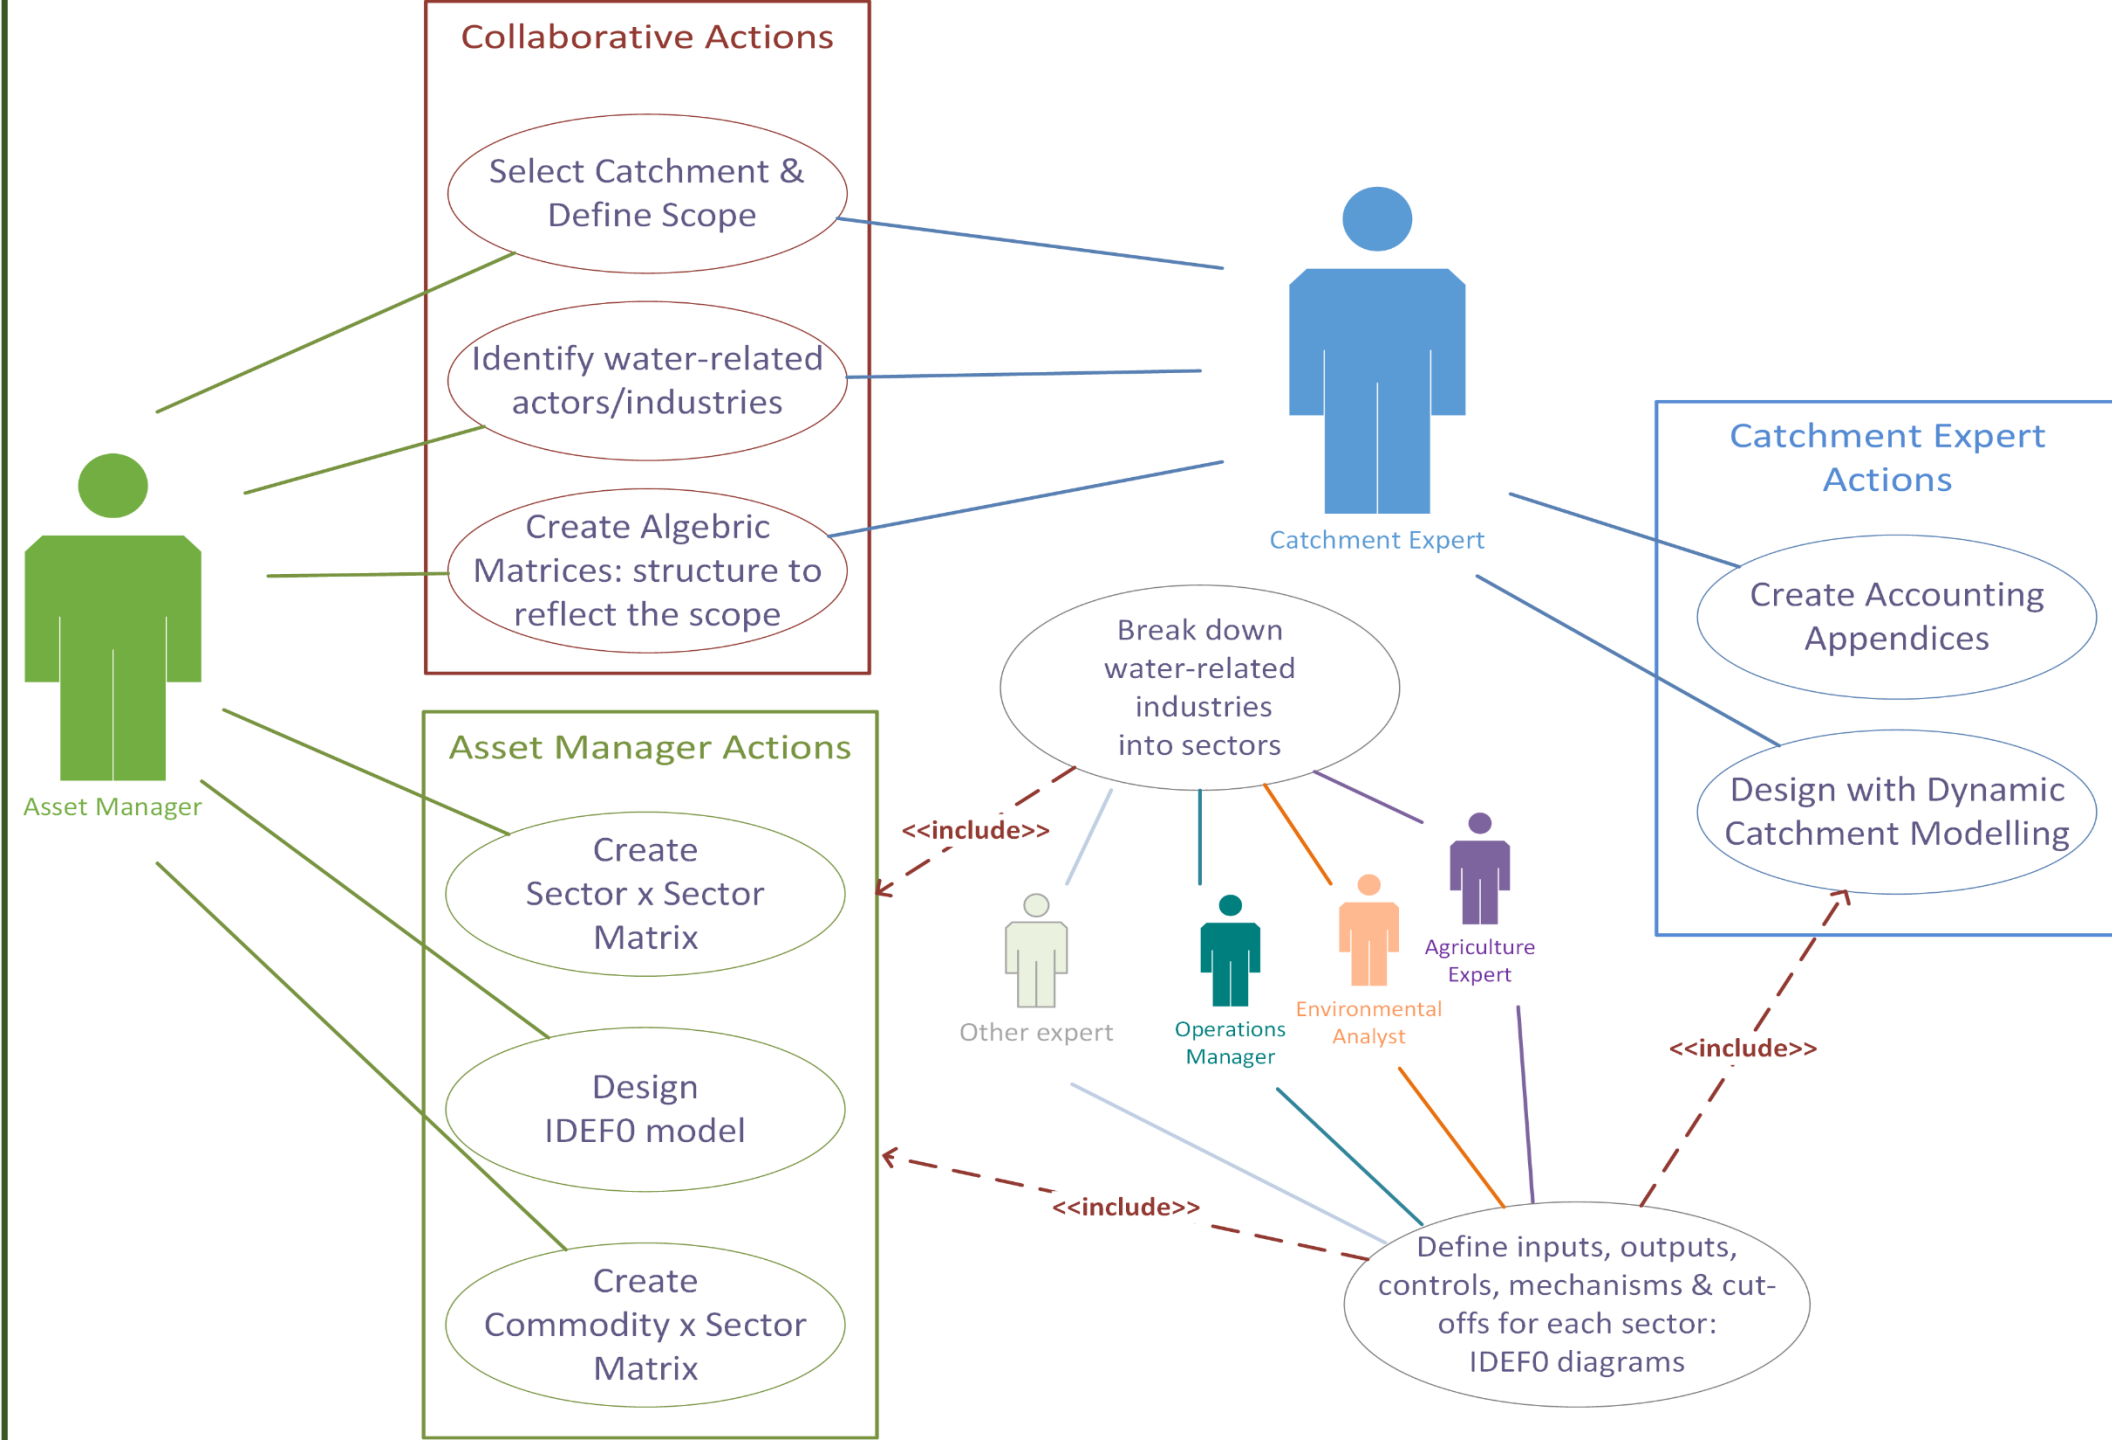 Collaborative Actions
Select Catchment &
Define Scope
Identify water-related
actors/industries
Create Algebric
Matrices: structure to
reflect the scope
Asset Manager
Catchment Expert
Catchment Expert
Actions
Create Accounting
Appendices
Design with Dynamic
Catchment Modelling
Break down
water-related
industries
into sectors
Asset Manager Actions
Create
Sector x Sector
Matrix
Design
IDEF0 model
Create
Commodity x Sector
Matrix
<<include>>
Other expert
Operations
Manager
Environmental
Analyst
Agriculture
Expert
<<include>>
<<include>>
Define inputs, outputs,
controls, mechanisms & cut-
offs for each sector:
IDEF0 diagrams